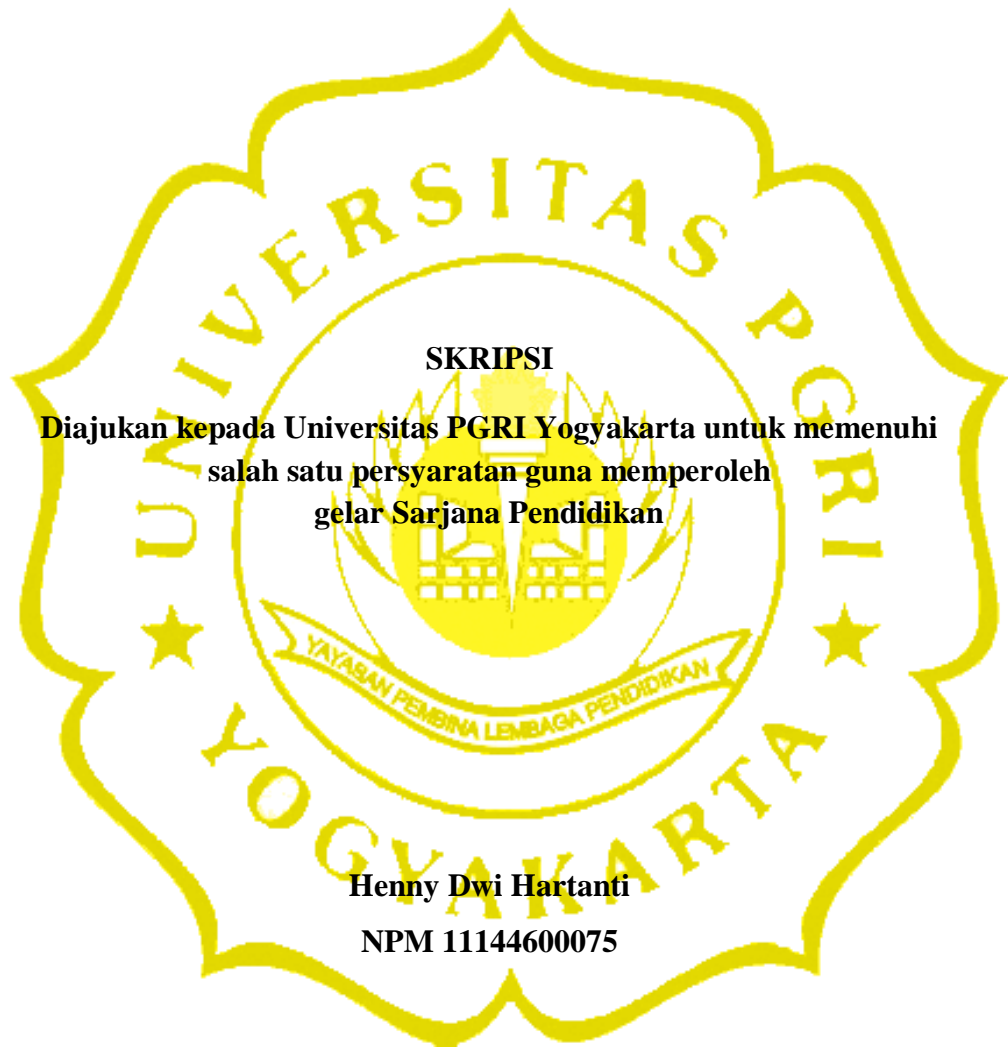 UNIVERSITAS PGRI
SKRIPSI
Diajukan kepada Universitas PGRI Yogyakarta untuk memenuhi
salah satu persyaratan guna memperoleh
gelar Sarjana Pendidikan
YAYASAN PEMBINA LEMBAGA PENDIDIKAN
YOGYAKARTA
Henny Dwi Hartanti
NPM 11144600075